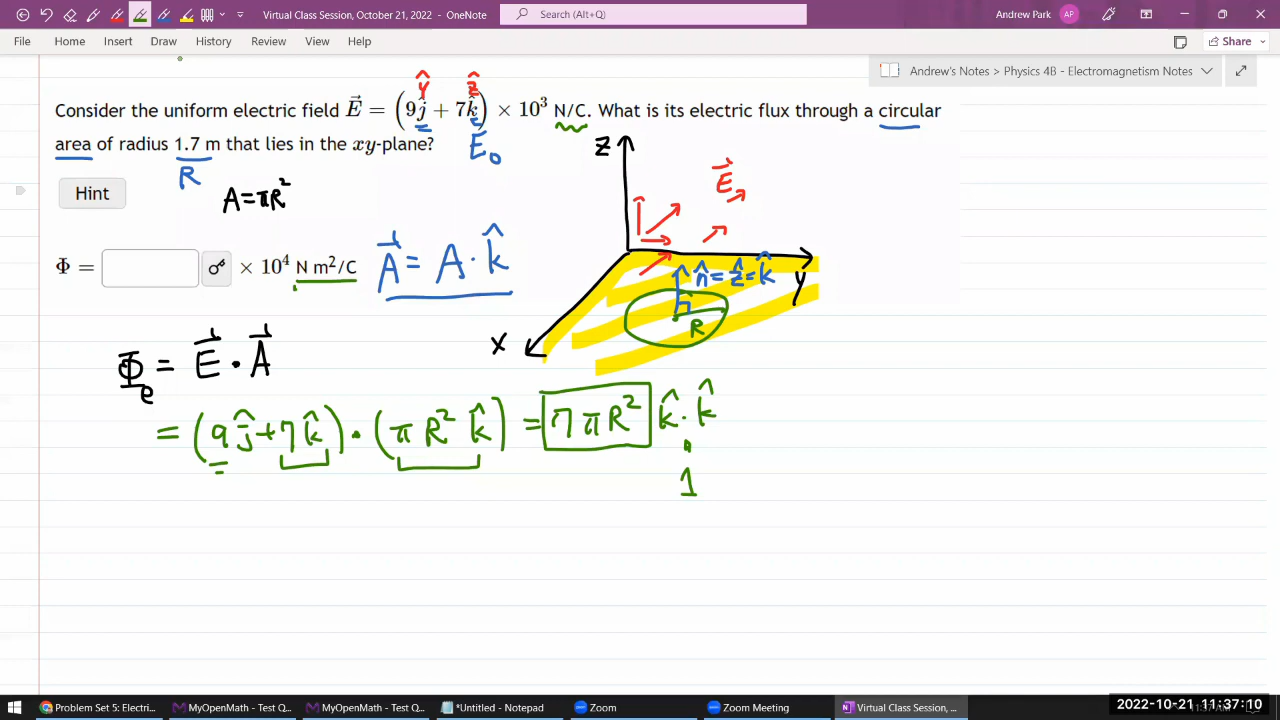 Virtual Class Session, October 21, 2022 - OneNote
Search (Alt+Q)
Andrew Park AP
File Home Insert Draw History Review View Help
Share
Andrew's Notes > Physics 4B - Electromagnetism Notes
ŷ ẑ
Consider the uniform electric field E⃗ = (9ĵ + 7k̂) × 10³ N/C. What is its electric flux through a circular
area of radius 1.7 m that lies in the xy-plane?
E⃗₀
R
Hint
A = πR²
z
E⃗
Φ = × 10⁴ N m²/C
A⃗ = A · k̂
n̂ = ẑ = k̂
y
R
x
Φe = E⃗ · A⃗
= (9ĵ + 7k̂) · (πR² k̂) = 7πR² k̂ · k̂
1
Problem Set 5: Electri... MyOpenMath - Test Q... MyOpenMath - Test Q... *Untitled - Notepad Zoom Zoom Meeting Virtual Class Session, ...
2022-10-21 11:37:10